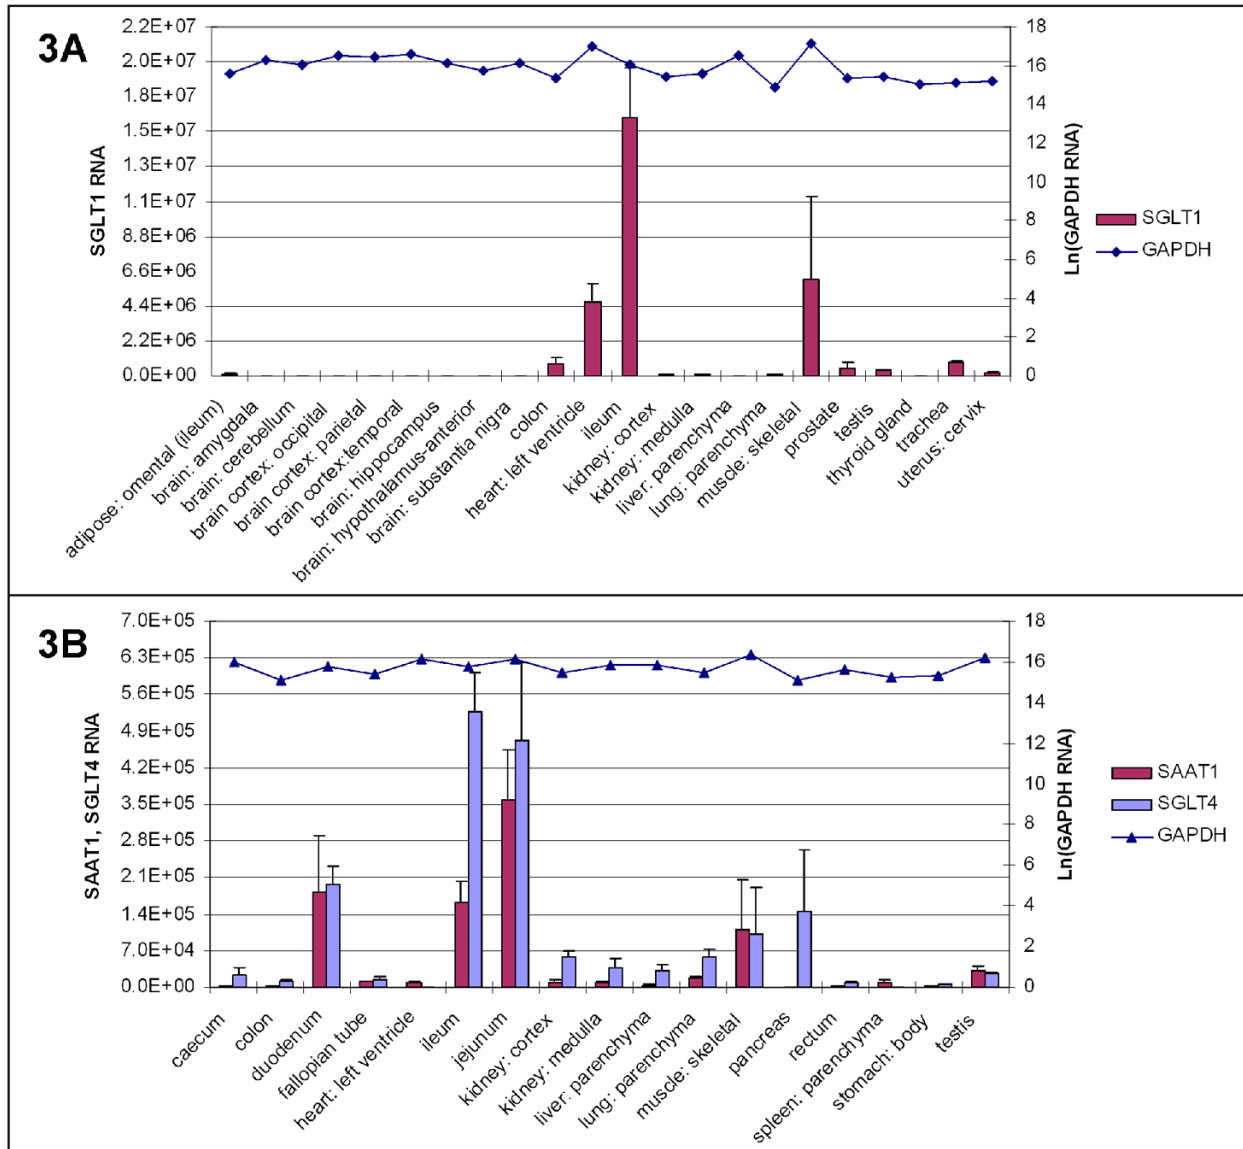 3A
2.2E+07
2.0E+07
1.8E+07
1.5E+07
1.3E+07
1.1E+07
8.8E+06
6.6E+06
4.4E+06
2.2E+06
0.0E+00
SGLT1 RNA
18
16
14
12
10
8
6
4
2
0
Ln(GAPDH RNA)
SGLT1
GAPDH
adipose: omental (ileum)
brain: amygdala
brain: cerebellum
brain cortex: occipital
brain cortex: parietal
brain cortex:temporal
brain: hippocampus
brain: hypothalamus-anterior
brain: substantia nigra
colon
heart: left ventricle
ileum
kidney: cortex
kidney: medulla
liver: parenchyma
lung: parenchyma
muscle: skeletal
prostate
testis
thyroid gland
trachea
uterus: cervix
3B
7.0E+05
6.3E+05
5.6E+05
4.9E+05
4.2E+05
3.5E+05
2.8E+05
2.1E+05
1.4E+05
7.0E+04
0.0E+00
SAAT1, SGLT4 RNA
18
16
14
12
10
8
6
4
2
0
Ln(GAPDH RNA)
SAAT1
SGLT4
GAPDH
caecum
colon
duodenum
fallopian tube
heart: left ventricle
ileum
jejunum
kidney: cortex
kidney: medulla
liver: parenchyma
lung: parenchyma
muscle: skeletal
pancreas
rectum
spleen: parenchyma
stomach: body
testis